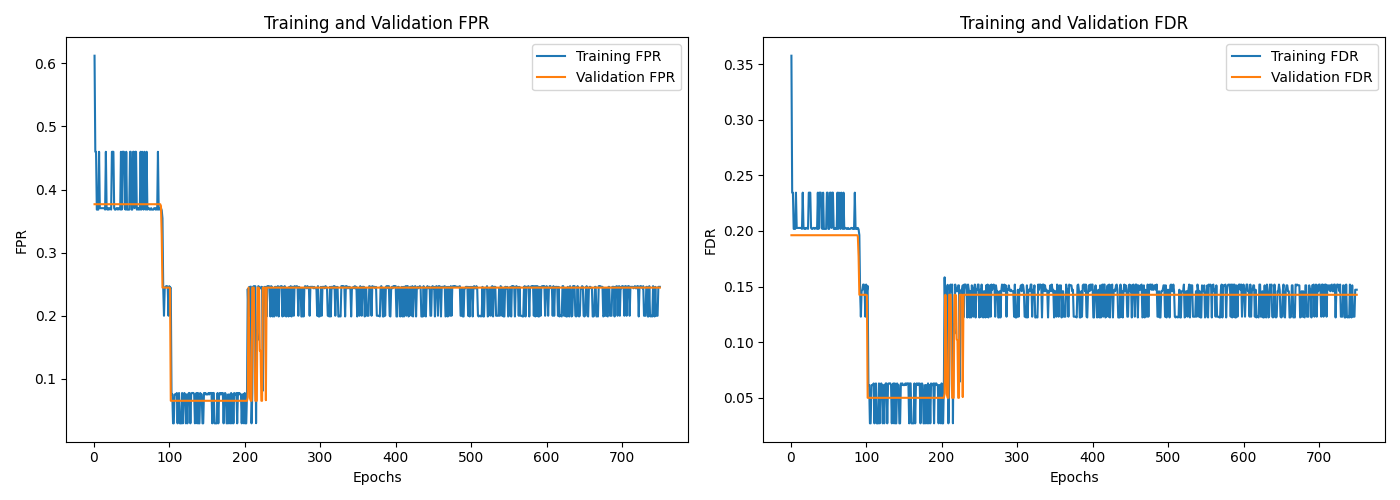 Training and Validation FPR
Training FPR
Validation FPR
FPR
0.6
0.5
0.4
0.3
0.2
0.1
0 100 200 300 400 500 600 700
Epochs
Training and Validation FDR
Training FDR
Validation FDR
FDR
0.35
0.30
0.25
0.20
0.15
0.10
0.05
0 100 200 300 400 500 600 700
Epochs